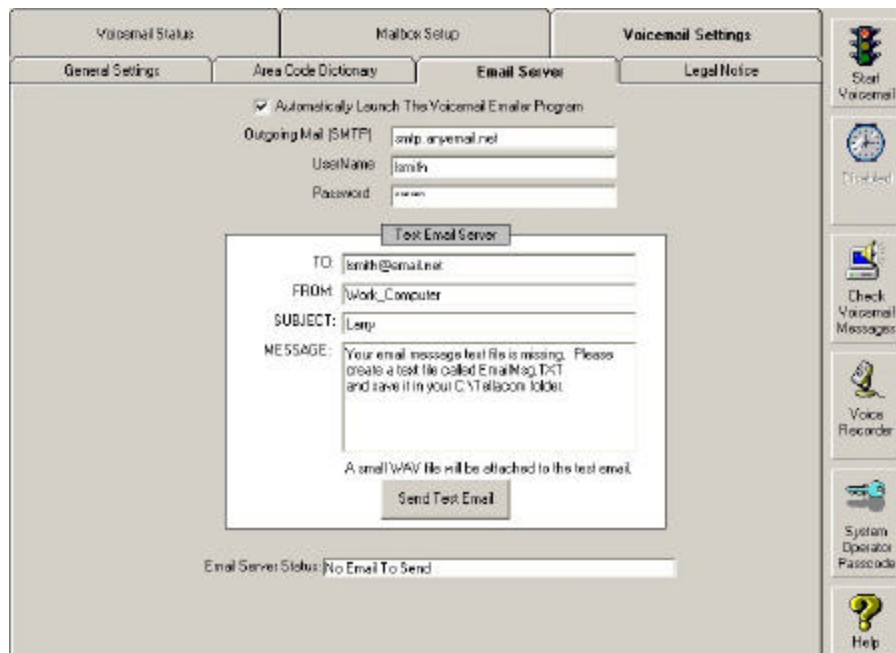 Voicemail Status
Mailbox Setup
Voicemail Settings
General Settings
Area Code Dictionary
Email Server
Legal Notice
Automatically Launch The Voicemail Emailer Program
Outgoing Mail (SMTP)
smtp.anyemail.net
UserName
lsmith
Password
*****
Test Email Server
TO:
lsmith@email.net
FROM:
Work_Computer
SUBJECT:
Larry
MESSAGE:
Your email message text file is missing. Please
create a text file called EmailMsg.TXT
and save it in your C:\Tellacom folder.
A small WAV file will be attached to the test email.
Send Test Email
Email Server Status:
No Email To Send
Start
Voicemail
Disabled
Check
Voicemail
Messages
Voice
Recorder
System
Operator
Passcode
Help